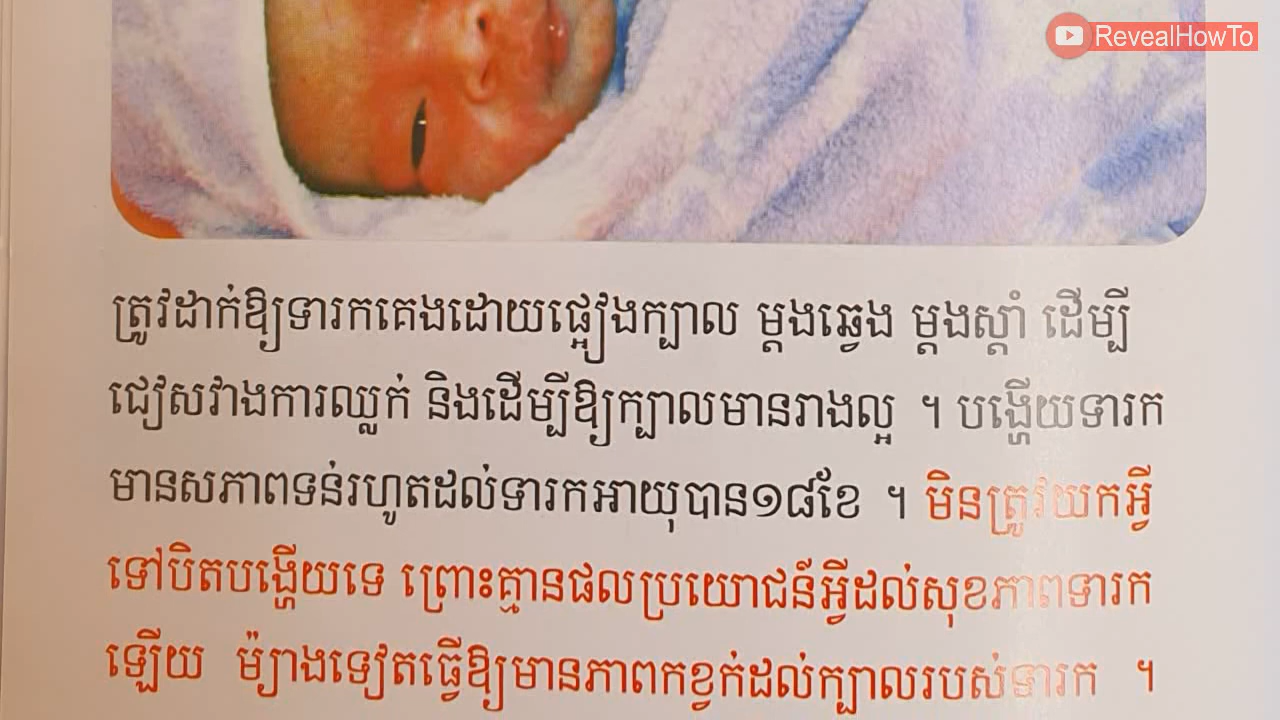 RevealHowTo
ត្រូវដាក់ឱ្យទារកគេងដោយផ្អៀងក្បាល ម្តងឆ្វេង ម្តងស្តាំ ដើម្បី
ជៀសវាងការឈ្លក់ និងដើម្បីឱ្យក្បាលមានរាងល្អ ។ បង្ហើយទារក
មានសភាពទន់រហូតដល់ទារកអាយុបាន១៨ខែ ។ មិនត្រូវយកអ្វី
ទៅបិតបង្ហើយទេ ព្រោះគ្មានផលប្រយោជន៍អ្វីដល់សុខភាពទារក
ឡើយ ម៉្យាងទៀតធ្វើឱ្យមានភាពកខ្វក់ដល់ក្បាលរបស់ទារក ។